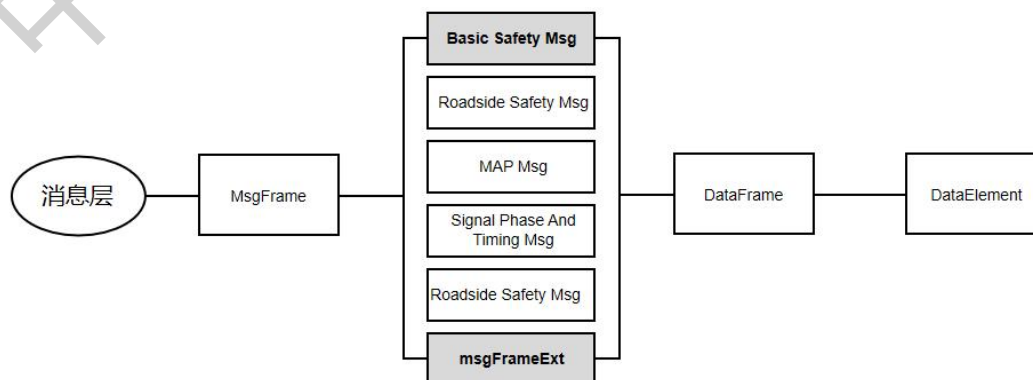 Basic Safety Msg
Roadside Safety Msg
MAP Msg
Signal Phase And
Timing Msg
Roadside Safety Msg
msgFrameExt
消息层
MsgFrame
DataFrame
DataElement